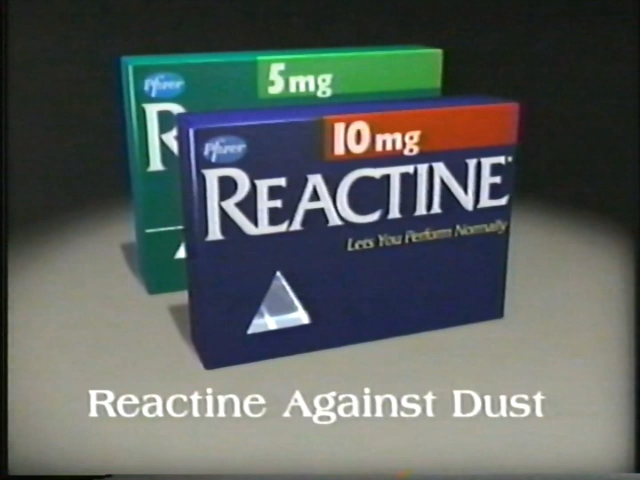 Pfizer
5mg
R
Pfizer
10mg
REACTINE
Lets You Perform Normally
Reactine Against Dust